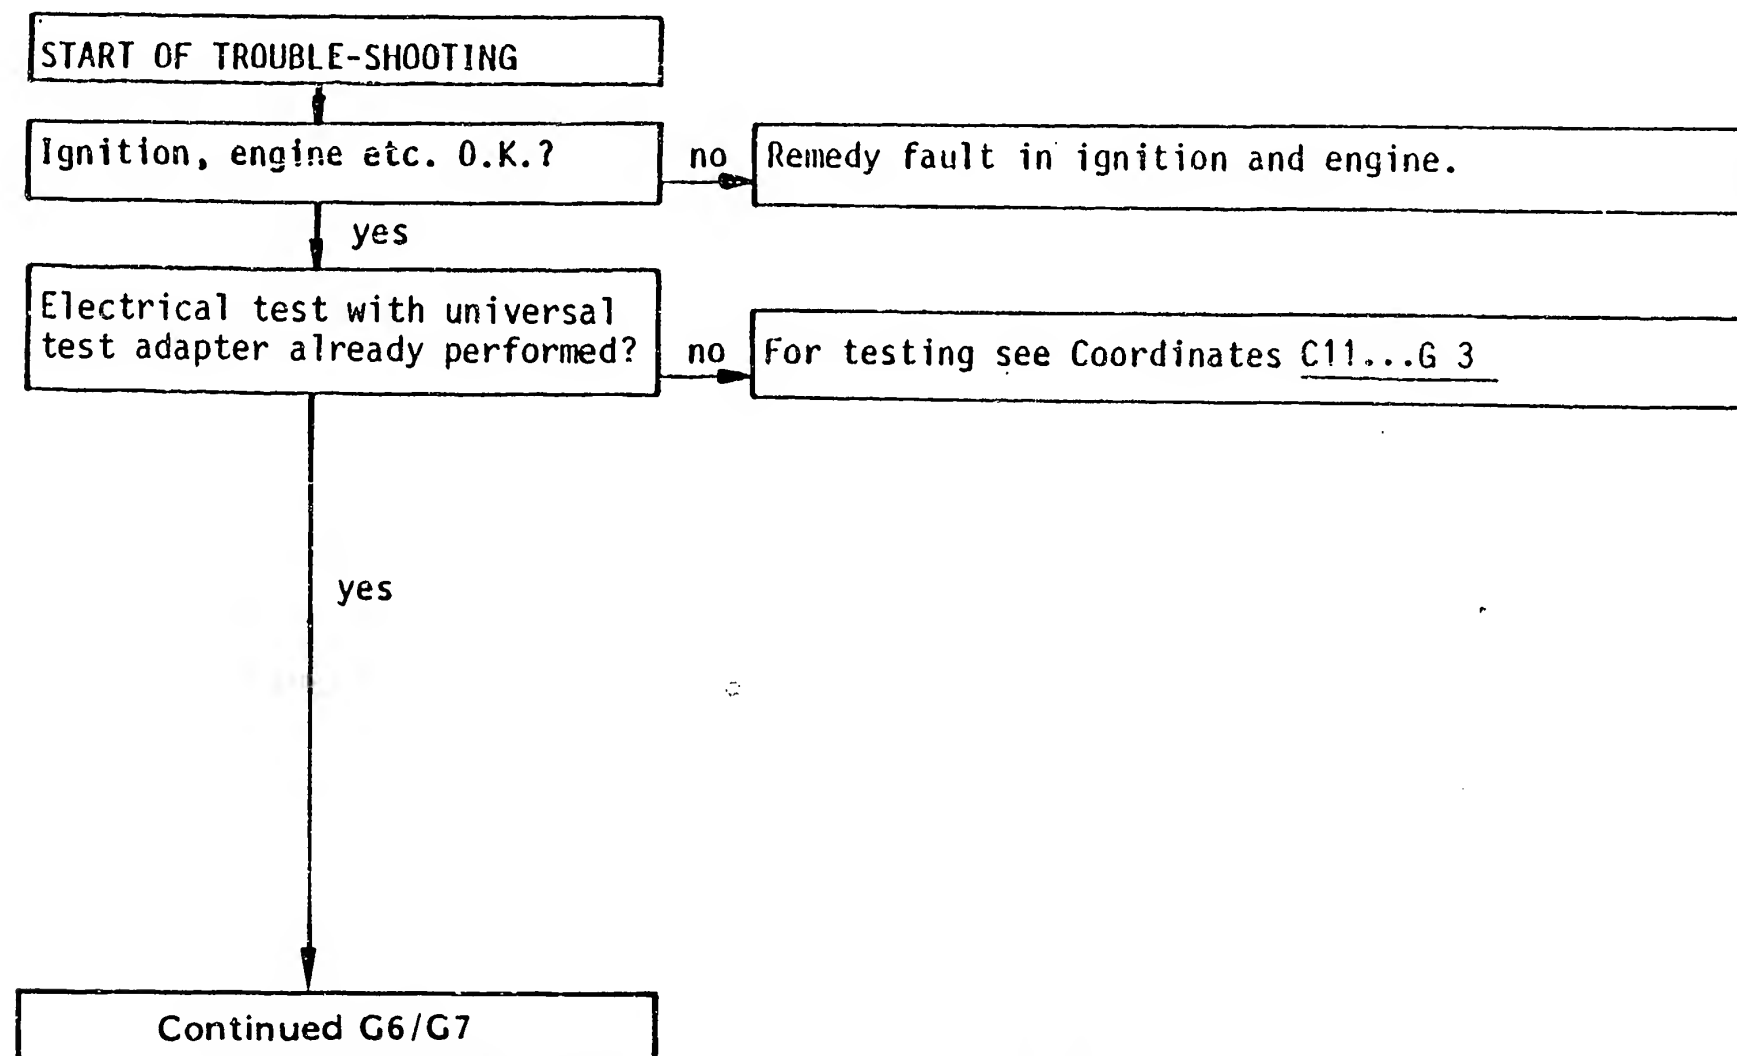 START OF TROUBLE-SHOOTING
Ignition, engine etc. O.K.?
no
Remedy fault in ignition and engine.
yes
Electrical test with universal
test adapter already performed?
no
For testing see Coordinates C11...G 3
yes
Continued G6/G7